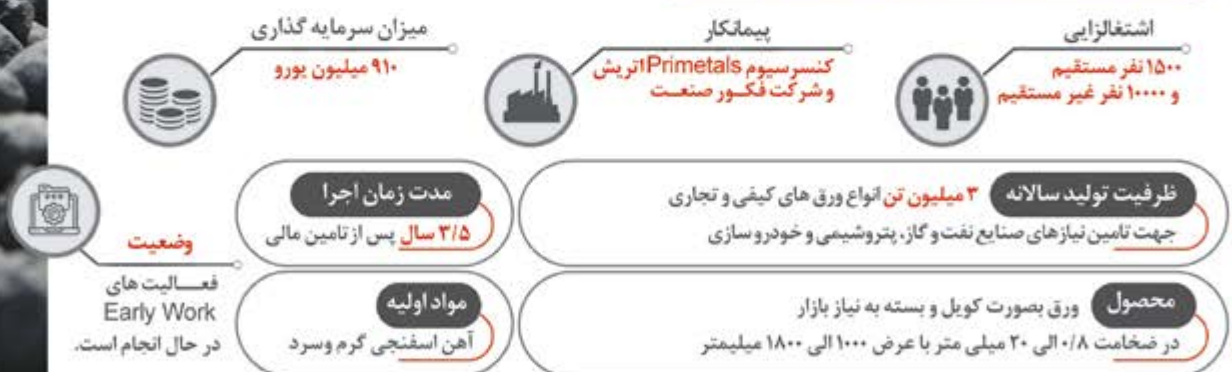 اشتغالزایی
۱۵۰۰ نفر مستقیم
و ۱۰۰۰۰ نفر غیر مستقیم
پیمانکار
کنسرسیوم Primetals اتریش
و شرکت فکور صنعت
میزان سرمایه گذاری
۹۱۰ میلیون یورو
ظرفیت تولید سالانه ۳ میلیون تن انواع ورق های کیفی و تجاری
جهت تامین نیازهای صنایع نفت و گاز، پتروشیمی و خودرو سازی
مدت زمان اجرا
۳/۵ سال پس از تامین مالی
محصول ورق بصورت کویل و بسته به نیاز بازار
در ضخامت ۰/۸ الی ۲۰ میلی متر با عرض ۱۰۰۰ الی ۱۸۰۰ میلیمتر
مواد اولیه
آهن اسفنجی گرم وسرد
وضعیت
فعـالیت های
Early Work
در حال انجام است.